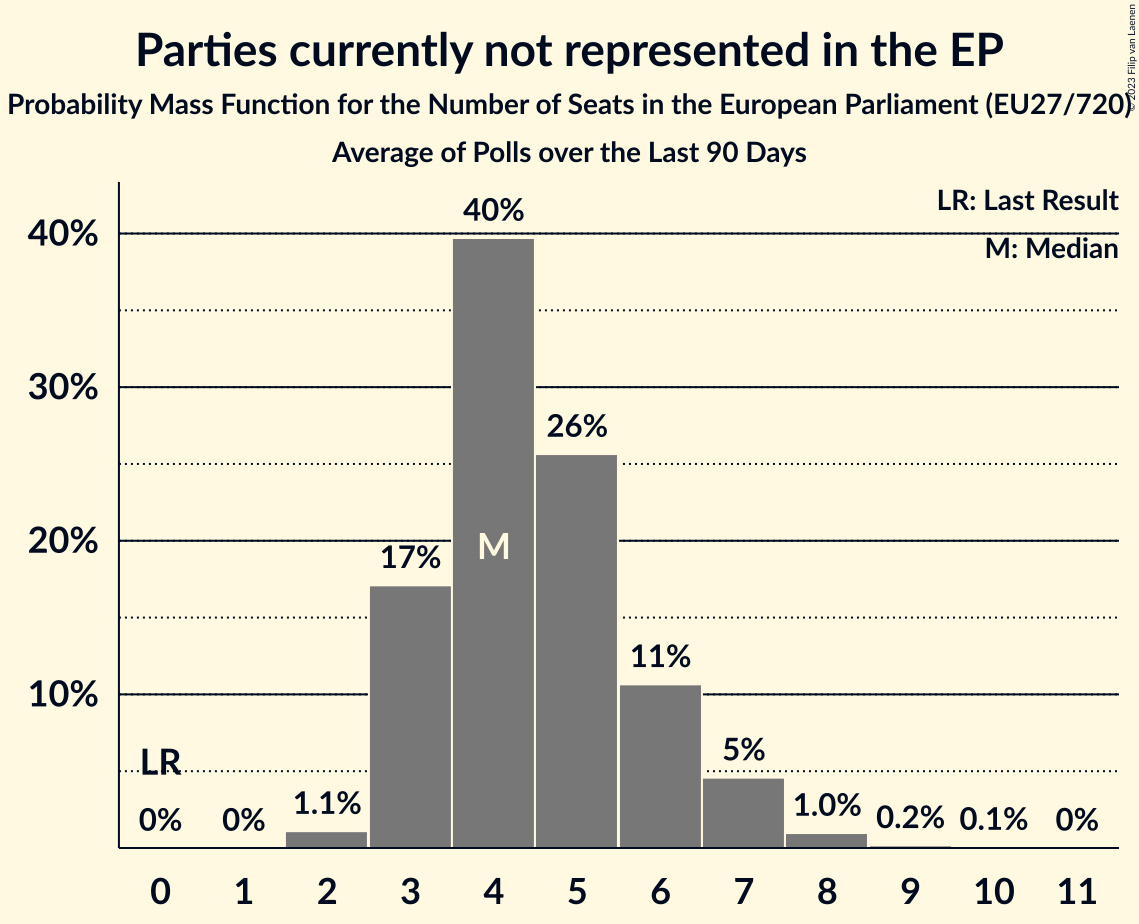 Parties currently not represented in the EP
Probability Mass Function for the Number of Seats in the European Parliament (EU27/720)
Average of Polls over the Last 90 Days
© 2023 Filip van Laenen
LR: Last Result
M: Median
40%
30%
20%
10%
LR
0%
0%
1.1%
17%
40%
M
26%
11%
5%
1.0%
0.2%
0.1%
0%
0 1 2 3 4 5 6 7 8 9 10 11